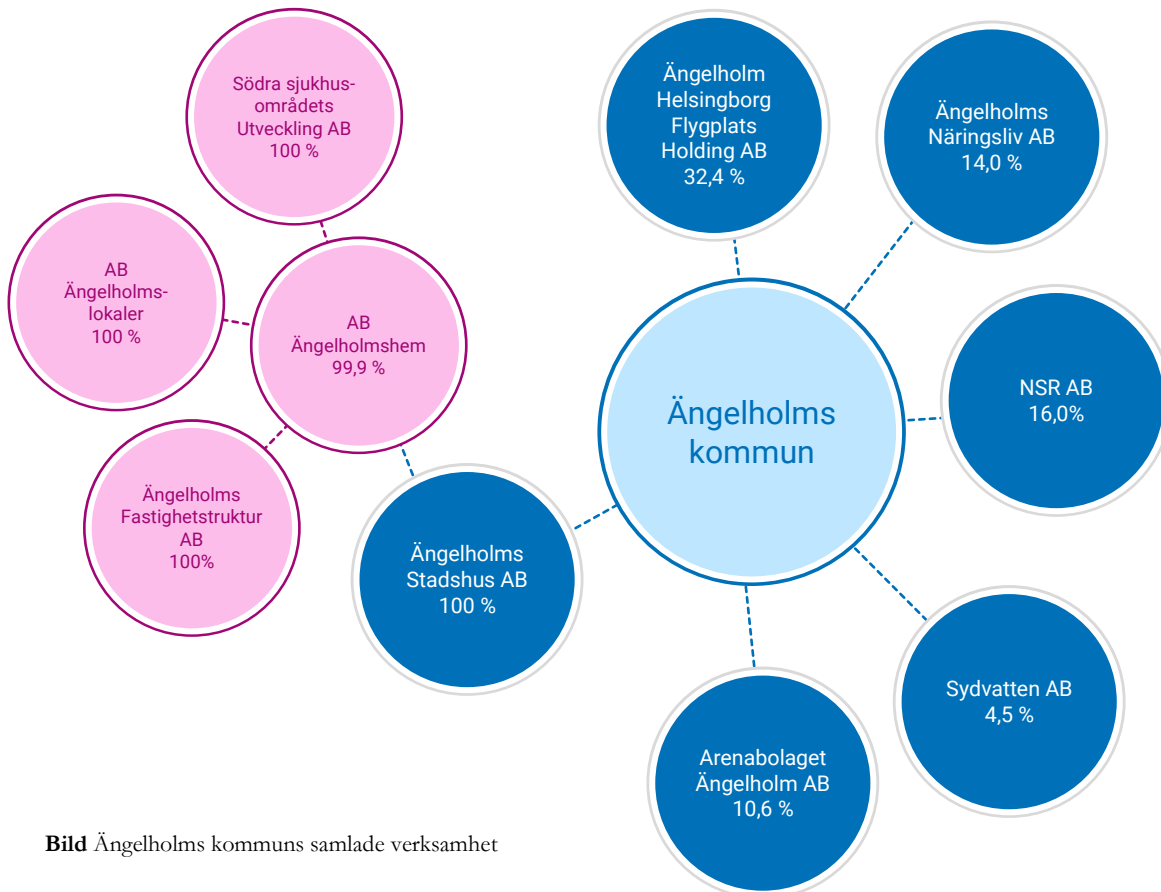 Södra sjukhus-
områdets
Utveckling AB
100 %
Ängelholm
Helsingborg
Flygplats
Holding AB
32,4 %
Ängelholms
Näringsliv AB
14,0 %
AB
Ängelholms-
lokaler
100 %
AB
Ängelholmshem
99,9 %
NSR AB
16,0%
Ängelholms
kommun
Ängelholms
Fastighetstruktur
AB
100%
Ängelholms
Stadshus AB
100 %
Sydvatten AB
4,5 %
Arenabolaget
Ängelholm AB
10,6 %
Bild Ängelholms kommuns samlade verksamhet